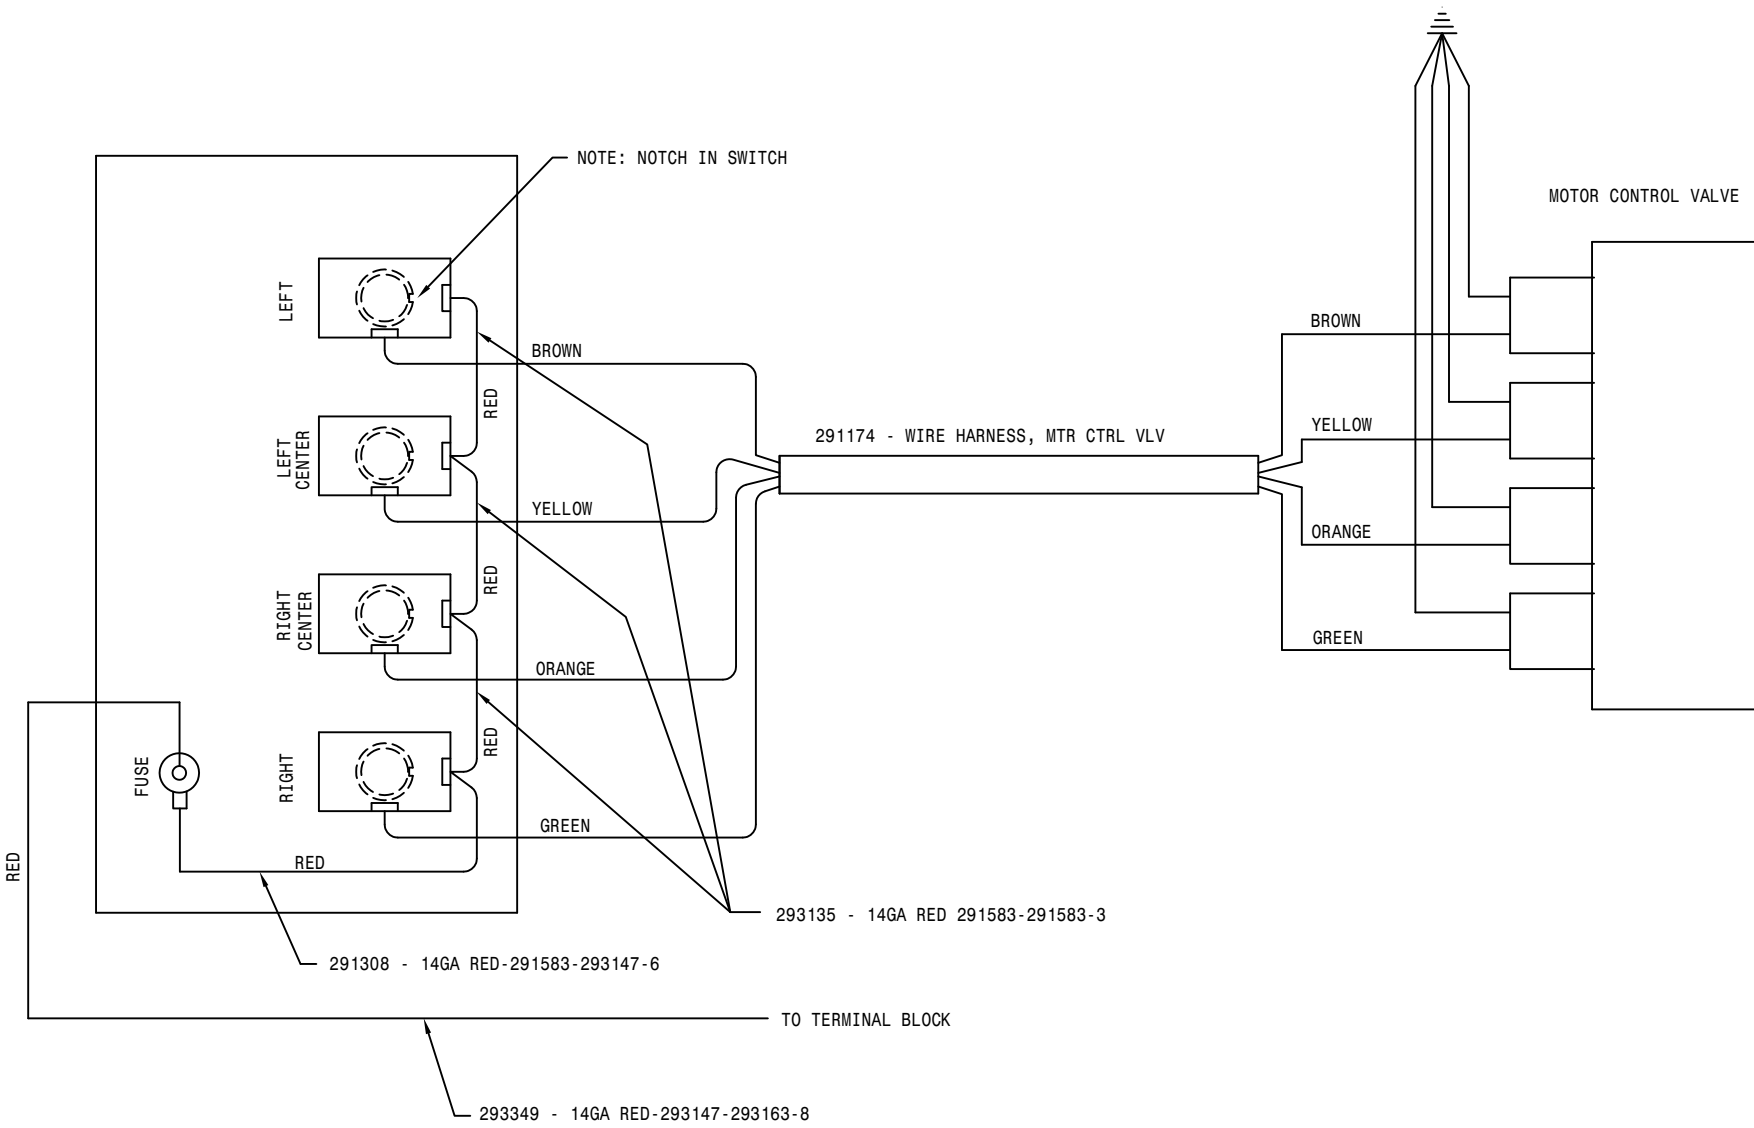 NOTE: NOTCH IN SWITCH
MOTOR CONTROL VALVE
LEFT
BROWN
RED
BROWN
LEFT
CENTER
YELLOW
291174 - WIRE HARNESS, MTR CTRL VLV
YELLOW
RED
ORANGE
RIGHT
CENTER
ORANGE
GREEN
RED
FUSE
RIGHT
GREEN
RED
RED
293135 - 14GA RED 291583-291583-3
291308 - 14GA RED-291583-293147-6
TO TERMINAL BLOCK
293349 - 14GA RED-293147-293163-8